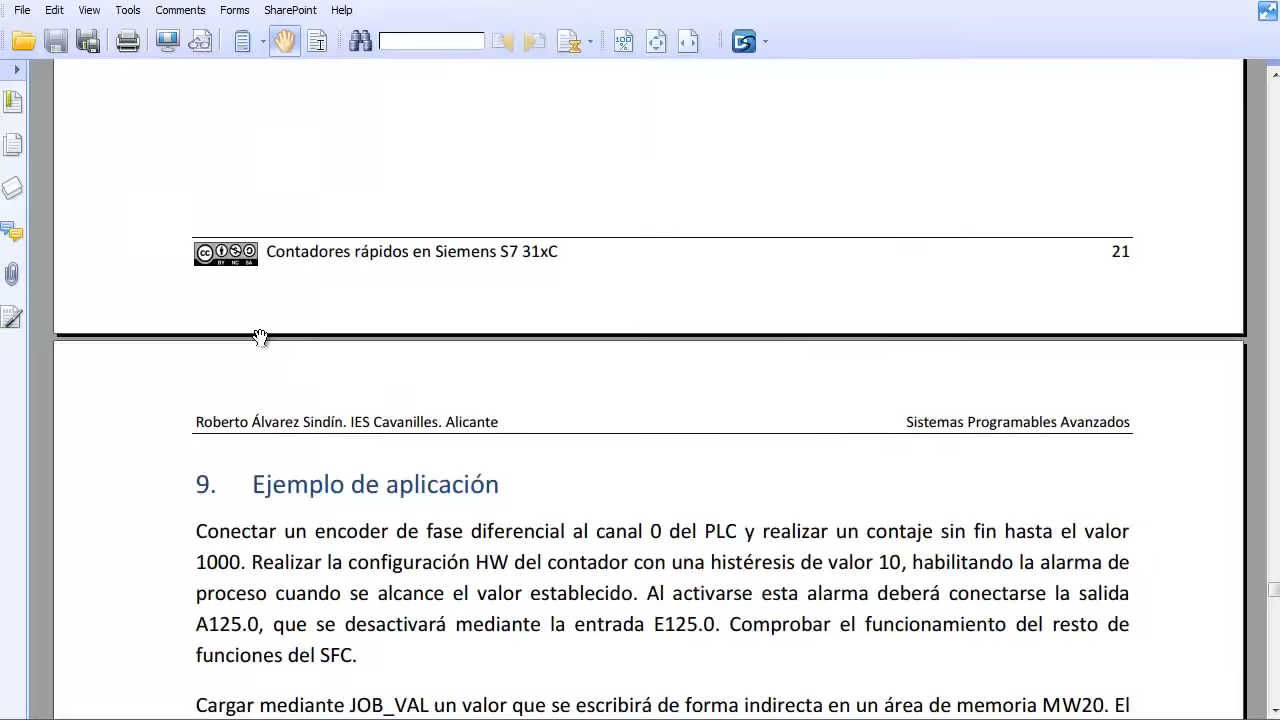 File Edit View Tools Comments Forms SharePoint Help
Contadores rápidos en Siemens S7 31xC 21
Roberto Álvarez Sindín. IES Cavanilles. Alicante Sistemas Programables Avanzados
9. Ejemplo de aplicación
Conectar un encoder de fase diferencial al canal 0 del PLC y realizar un contaje sin fin hasta el valor
1000. Realizar la configuración HW del contador con una histéresis de valor 10, habilitando la alarma de
proceso cuando se alcance el valor establecido. Al activarse esta alarma deberá conectarse la salida
A125.0, que se desactivará mediante la entrada E125.0. Comprobar el funcionamiento del resto de
funciones del SFC.
Cargar mediante JOB_VAL un valor que se escribirá de forma indirecta en un área de memoria MW20. El